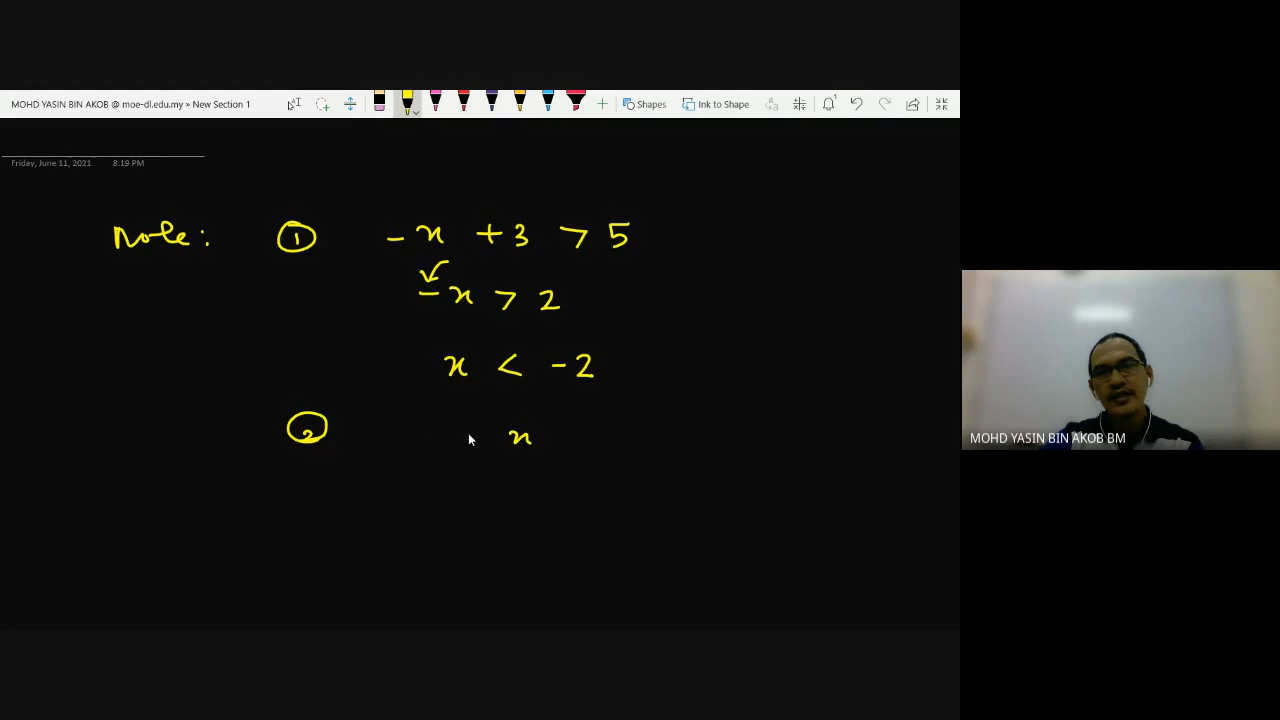 MOHD YASIN BIN AKOB @ moe-dl.edu.my » New Section 1
Shapes
Ink to Shape
Friday, June 11, 2021 8:19 PM
Note: ① -x + 3 > 5
-x > 2
x < -2
② x
MOHD YASIN BIN AKOB BM